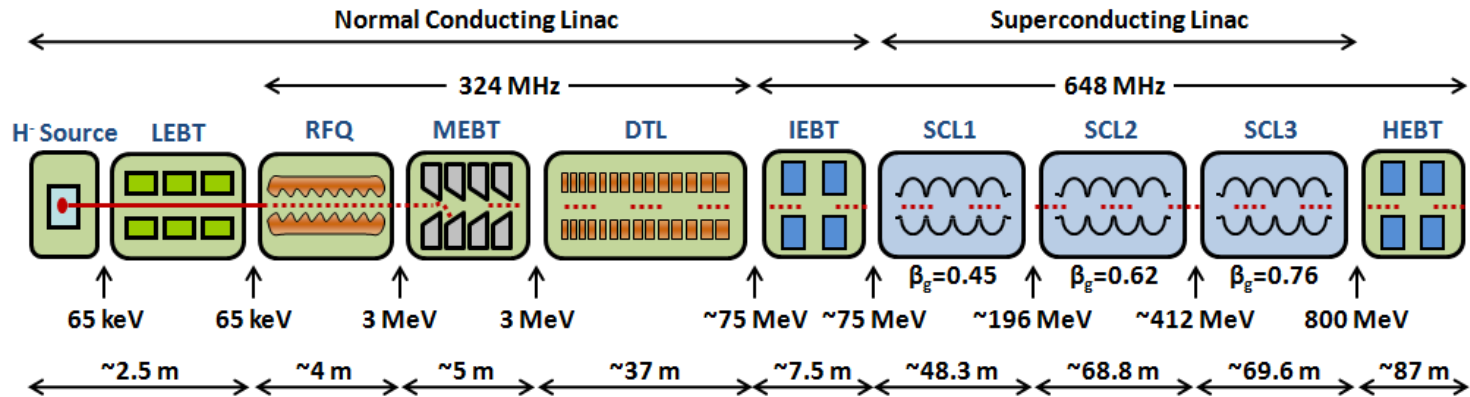 Normal Conducting Linac Superconducting Linac
324 MHz 648 MHz
H- Source LEBT RFQ MEBT DTL IEBT SCL1 SCL2 SCL3 HEBT
βg=0.45 βg=0.62 βg=0.76
65 keV 65 keV 3 MeV 3 MeV ~75 MeV ~75 MeV ~196 MeV ~412 MeV 800 MeV
~2.5 m ~4 m ~5 m ~37 m ~7.5 m ~48.3 m ~68.8 m ~69.6 m ~87 m